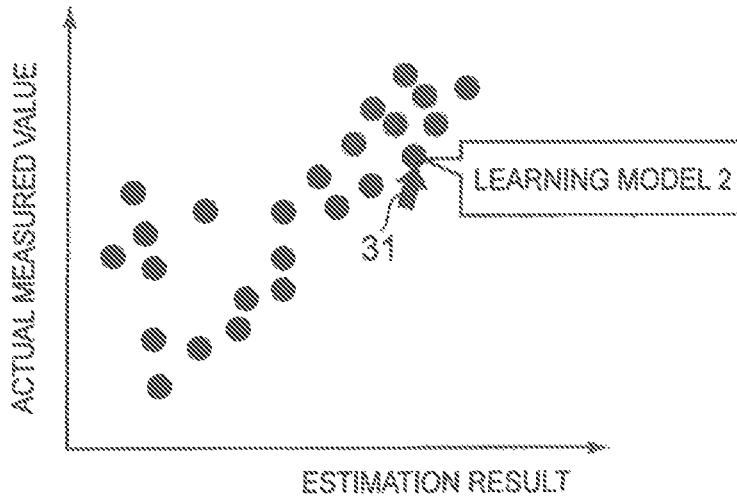 ACTUAL MEASURED VALUE
LEARNING MODEL 2
31
ESTIMATION RESULT